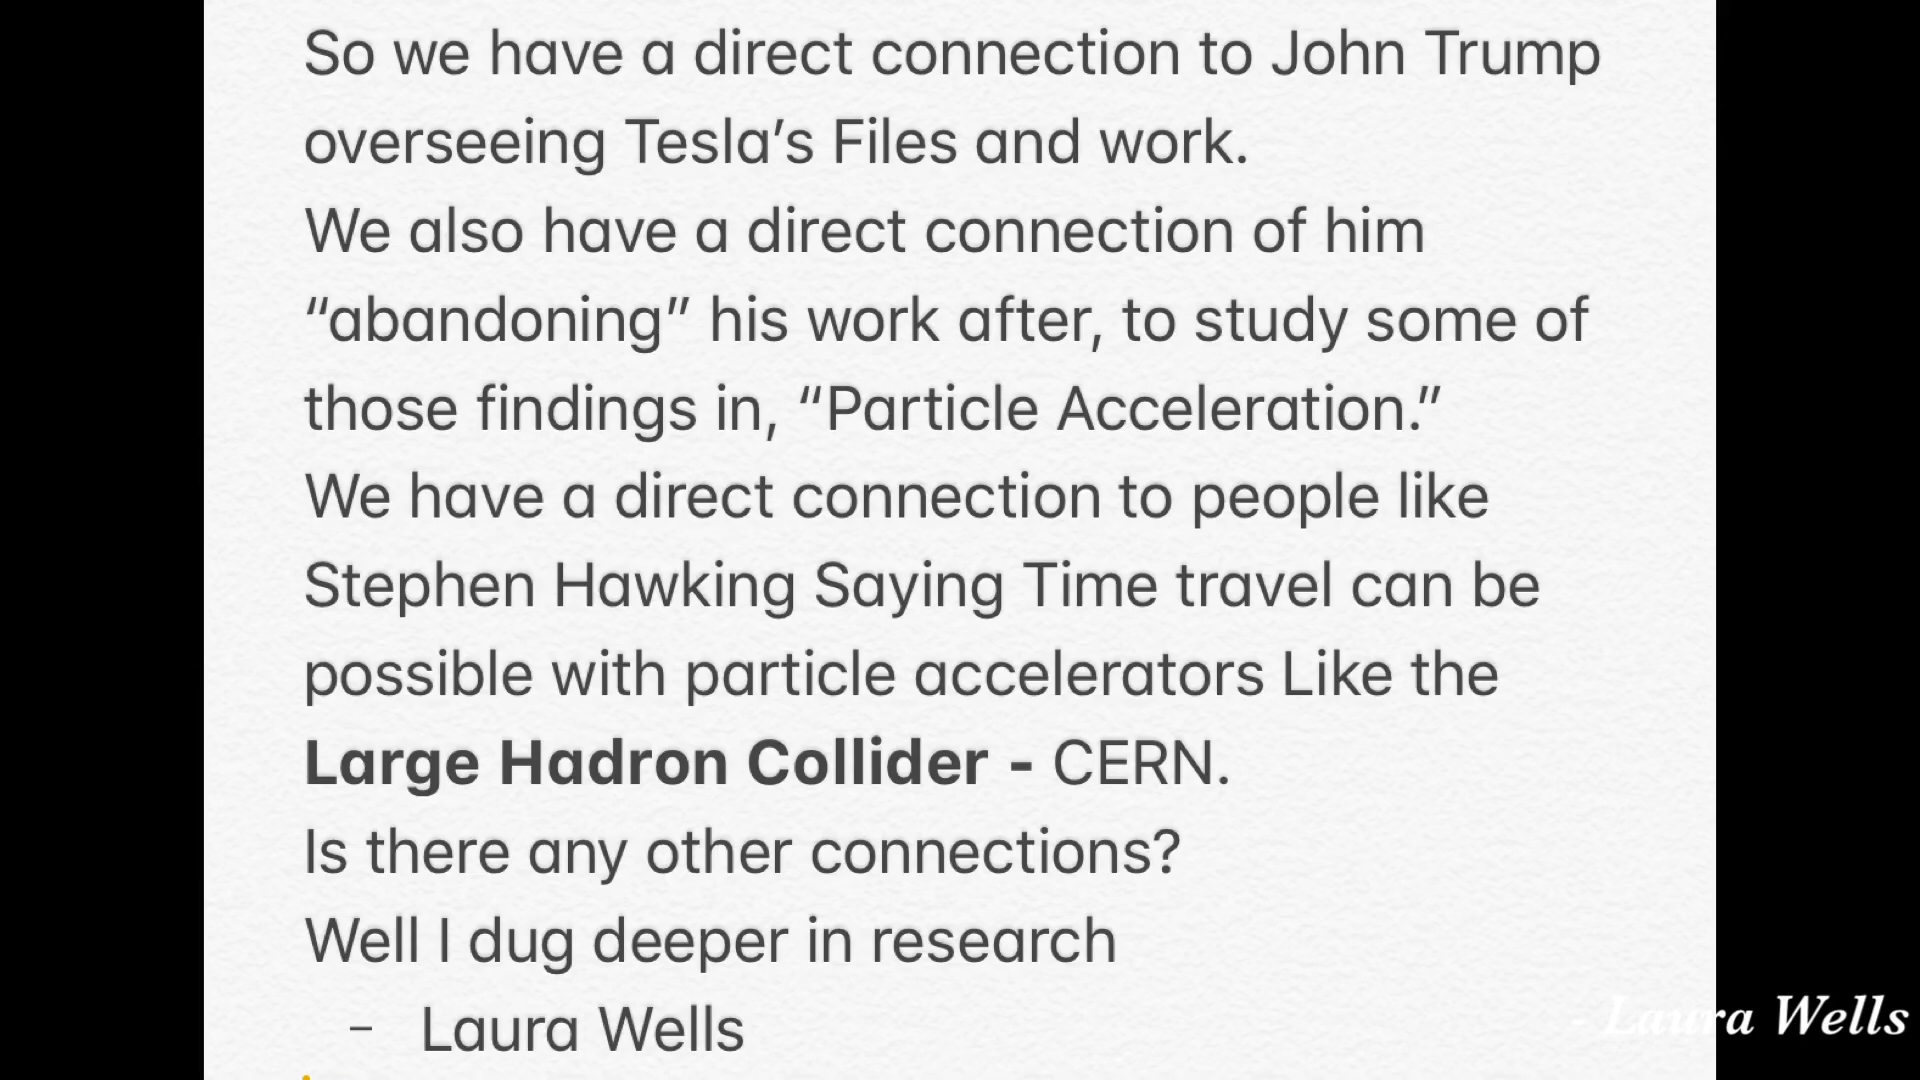 So we have a direct connection to John Trump
overseeing Tesla’s Files and work.
We also have a direct connection of him
“abandoning” his work after, to study some of
those findings in, “Particle Acceleration.”
We have a direct connection to people like
Stephen Hawking Saying Time travel can be
possible with particle accelerators Like the
Large Hadron Collider - CERN.
Is there any other connections?
Well I dug deeper in research
– Laura Wells
- Laura Wells